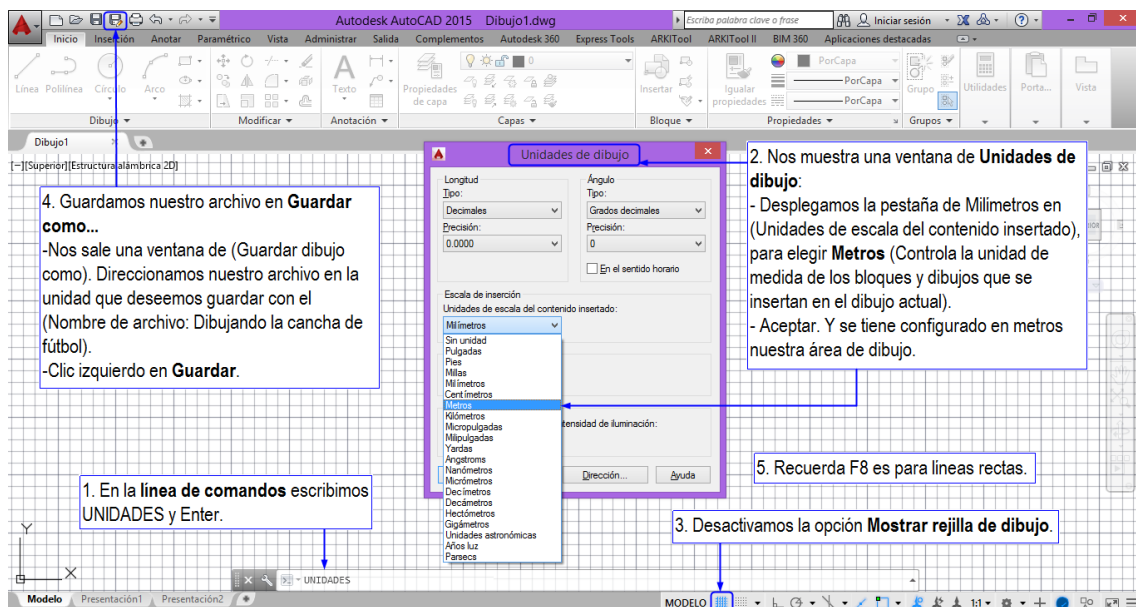 Autodesk AutoCAD 2015 Dibujo1.dwg
Escriba palabra clave o frase
Iniciar sesión
Inicio Inserción Anotar Paramétrico Vista Administrar Salida Complementos Autodesk 360 Express Tools ARKITool ARKITool II BIM 360 Aplicaciones destacadas
Línea Polilínea Círculo Arco
Texto
Propiedades de capa
0
Insertar
Igualar propiedades
PorCapa
PorCapa
PorCapa
Grupo
Utilidades
Porta...
Vista
Dibujo Modificar Anotación Capas Bloque Propiedades Grupos
Dibujo1
[−][Superior][Estructura alámbrica 2D]
4. Guardamos nuestro archivo en Guardar
como...
-Nos sale una ventana de (Guardar dibujo
como). Direccionamos nuestro archivo en la
unidad que deseemos guardar con el
(Nombre de archivo: Dibujando la cancha de
fútbol).
-Clic izquierdo en Guardar.
Unidades de dibujo
Longitud
Tipo:
Decimales
Precisión:
0.0000
Ángulo
Tipo:
Grados decimales
Precisión:
0
En el sentido horario
Escala de inserción
Unidades de escala del contenido insertado:
Milímetros
Sin unidad
Pulgadas
Pies
Millas
Milímetros
Centímetros
Metros
Kilómetros
Micropulgadas
Milipulgadas
Yardas
Angstroms
Nanómetros
Micrómetros
Decímetros
Decámetros
Hectómetros
Gigámetros
Unidades astronómicas
Años luz
Parsecs
tensidad de iluminación:
Dirección...
Ayuda
2. Nos muestra una ventana de Unidades de
dibujo:
- Desplegamos la pestaña de Milimetros en
(Unidades de escala del contenido insertado),
para elegir Metros (Controla la unidad de
medida de los bloques y dibujos que se
insertan en el dibujo actual).
- Aceptar. Y se tiene configurado en metros
nuestra área de dibujo.
5. Recuerda F8 es para lineas rectas.
1. En la línea de comandos escribimos
UNIDADES y Enter.
3. Desactivamos la opción Mostrar rejilla de dibujo.
Y
X
UNIDADES
Modelo Presentación1 Presentación2
MODELO
1:1